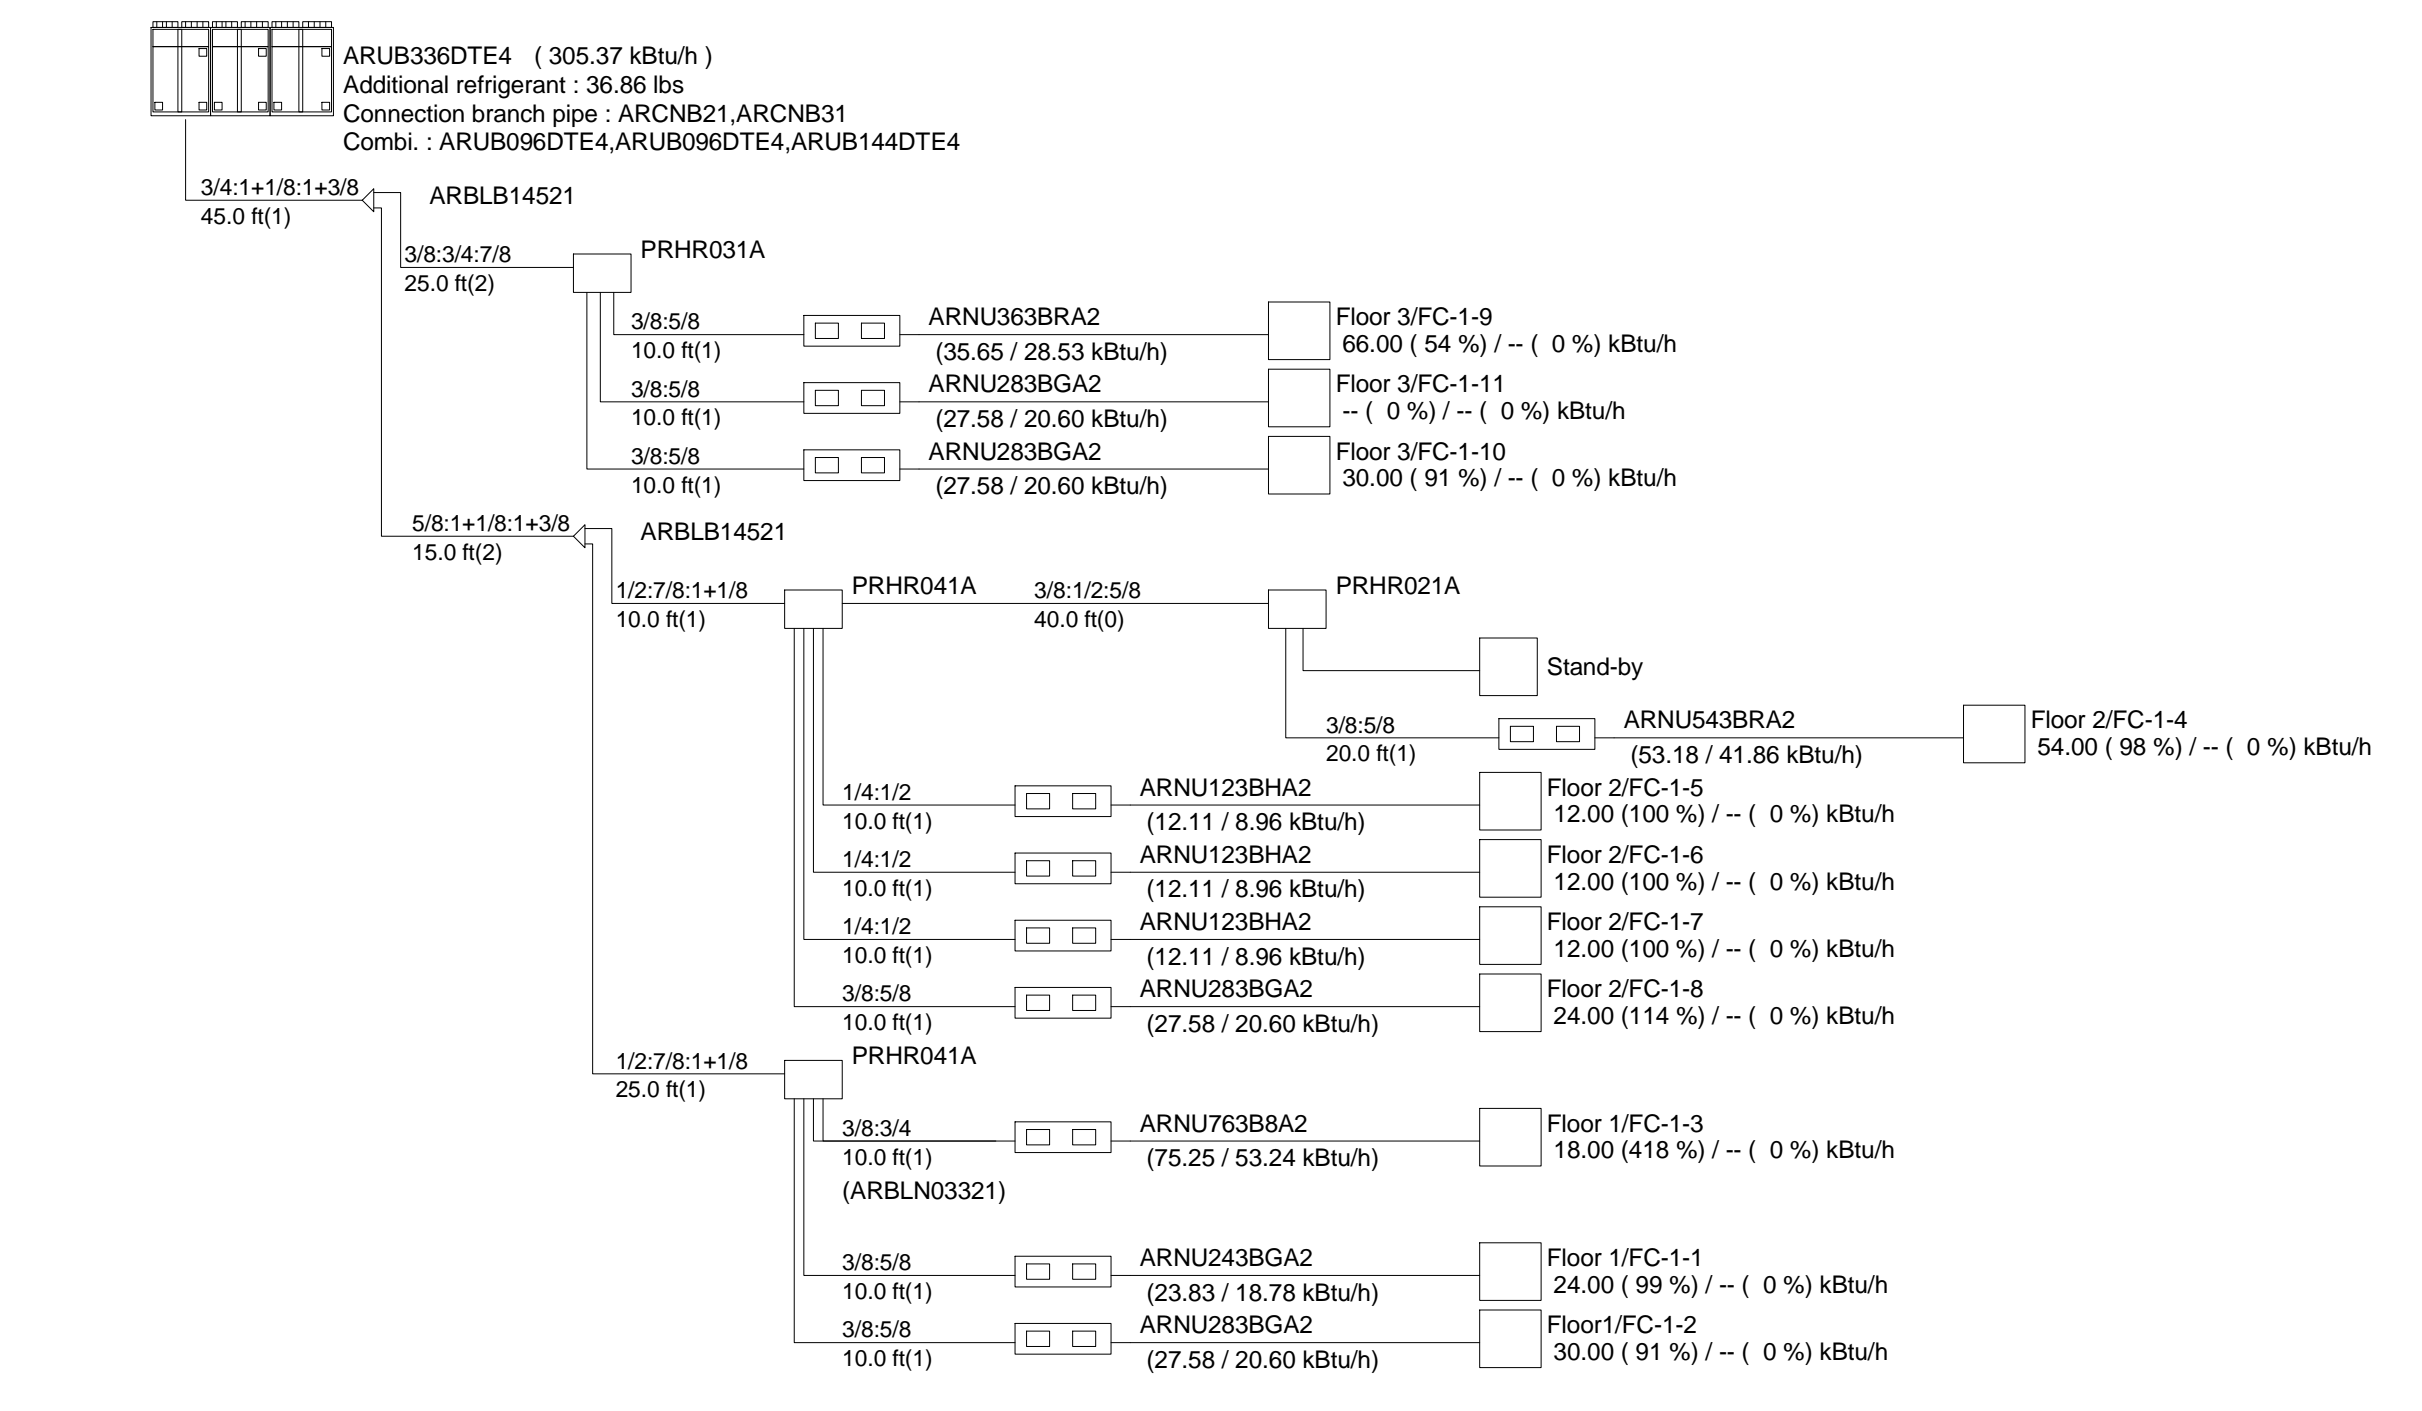 ARUB336DTE4 ( 305.37 kBtu/h )
Additional refrigerant : 36.86 lbs
Connection branch pipe : ARCNB21,ARCNB31
Combi. : ARUB096DTE4,ARUB096DTE4,ARUB144DTE4
3/4:1+1/8:1+3/8
45.0 ft(1)
ARBLB14521
3/8:3/4:7/8
25.0 ft(2)
PRHR031A
3/8:5/8
10.0 ft(1)
ARNU363BRA2
(35.65 / 28.53 kBtu/h)
Floor 3/FC-1-9
66.00 ( 54 %) / -- ( 0 %) kBtu/h
3/8:5/8
10.0 ft(1)
ARNU283BGA2
(27.58 / 20.60 kBtu/h)
Floor 3/FC-1-11
-- ( 0 %) / -- ( 0 %) kBtu/h
3/8:5/8
10.0 ft(1)
ARNU283BGA2
(27.58 / 20.60 kBtu/h)
Floor 3/FC-1-10
30.00 ( 91 %) / -- ( 0 %) kBtu/h
5/8:1+1/8:1+3/8
15.0 ft(2)
ARBLB14521
1/2:7/8:1+1/8
10.0 ft(1)
PRHR041A
3/8:1/2:5/8
40.0 ft(0)
PRHR021A
Stand-by
3/8:5/8
20.0 ft(1)
ARNU543BRA2
(53.18 / 41.86 kBtu/h)
Floor 2/FC-1-4
54.00 ( 98 %) / -- ( 0 %) kBtu/h
1/4:1/2
10.0 ft(1)
ARNU123BHA2
(12.11 / 8.96 kBtu/h)
Floor 2/FC-1-5
12.00 (100 %) / -- ( 0 %) kBtu/h
1/4:1/2
10.0 ft(1)
ARNU123BHA2
(12.11 / 8.96 kBtu/h)
Floor 2/FC-1-6
12.00 (100 %) / -- ( 0 %) kBtu/h
1/4:1/2
10.0 ft(1)
ARNU123BHA2
(12.11 / 8.96 kBtu/h)
Floor 2/FC-1-7
12.00 (100 %) / -- ( 0 %) kBtu/h
3/8:5/8
10.0 ft(1)
ARNU283BGA2
(27.58 / 20.60 kBtu/h)
Floor 2/FC-1-8
24.00 (114 %) / -- ( 0 %) kBtu/h
1/2:7/8:1+1/8
25.0 ft(1)
PRHR041A
3/8:3/4
10.0 ft(1)
(ARBLN03321)
ARNU763B8A2
(75.25 / 53.24 kBtu/h)
Floor 1/FC-1-3
18.00 (418 %) / -- ( 0 %) kBtu/h
3/8:5/8
10.0 ft(1)
ARNU243BGA2
(23.83 / 18.78 kBtu/h)
Floor 1/FC-1-1
24.00 ( 99 %) / -- ( 0 %) kBtu/h
3/8:5/8
10.0 ft(1)
ARNU283BGA2
(27.58 / 20.60 kBtu/h)
Floor1/FC-1-2
30.00 ( 91 %) / -- ( 0 %) kBtu/h